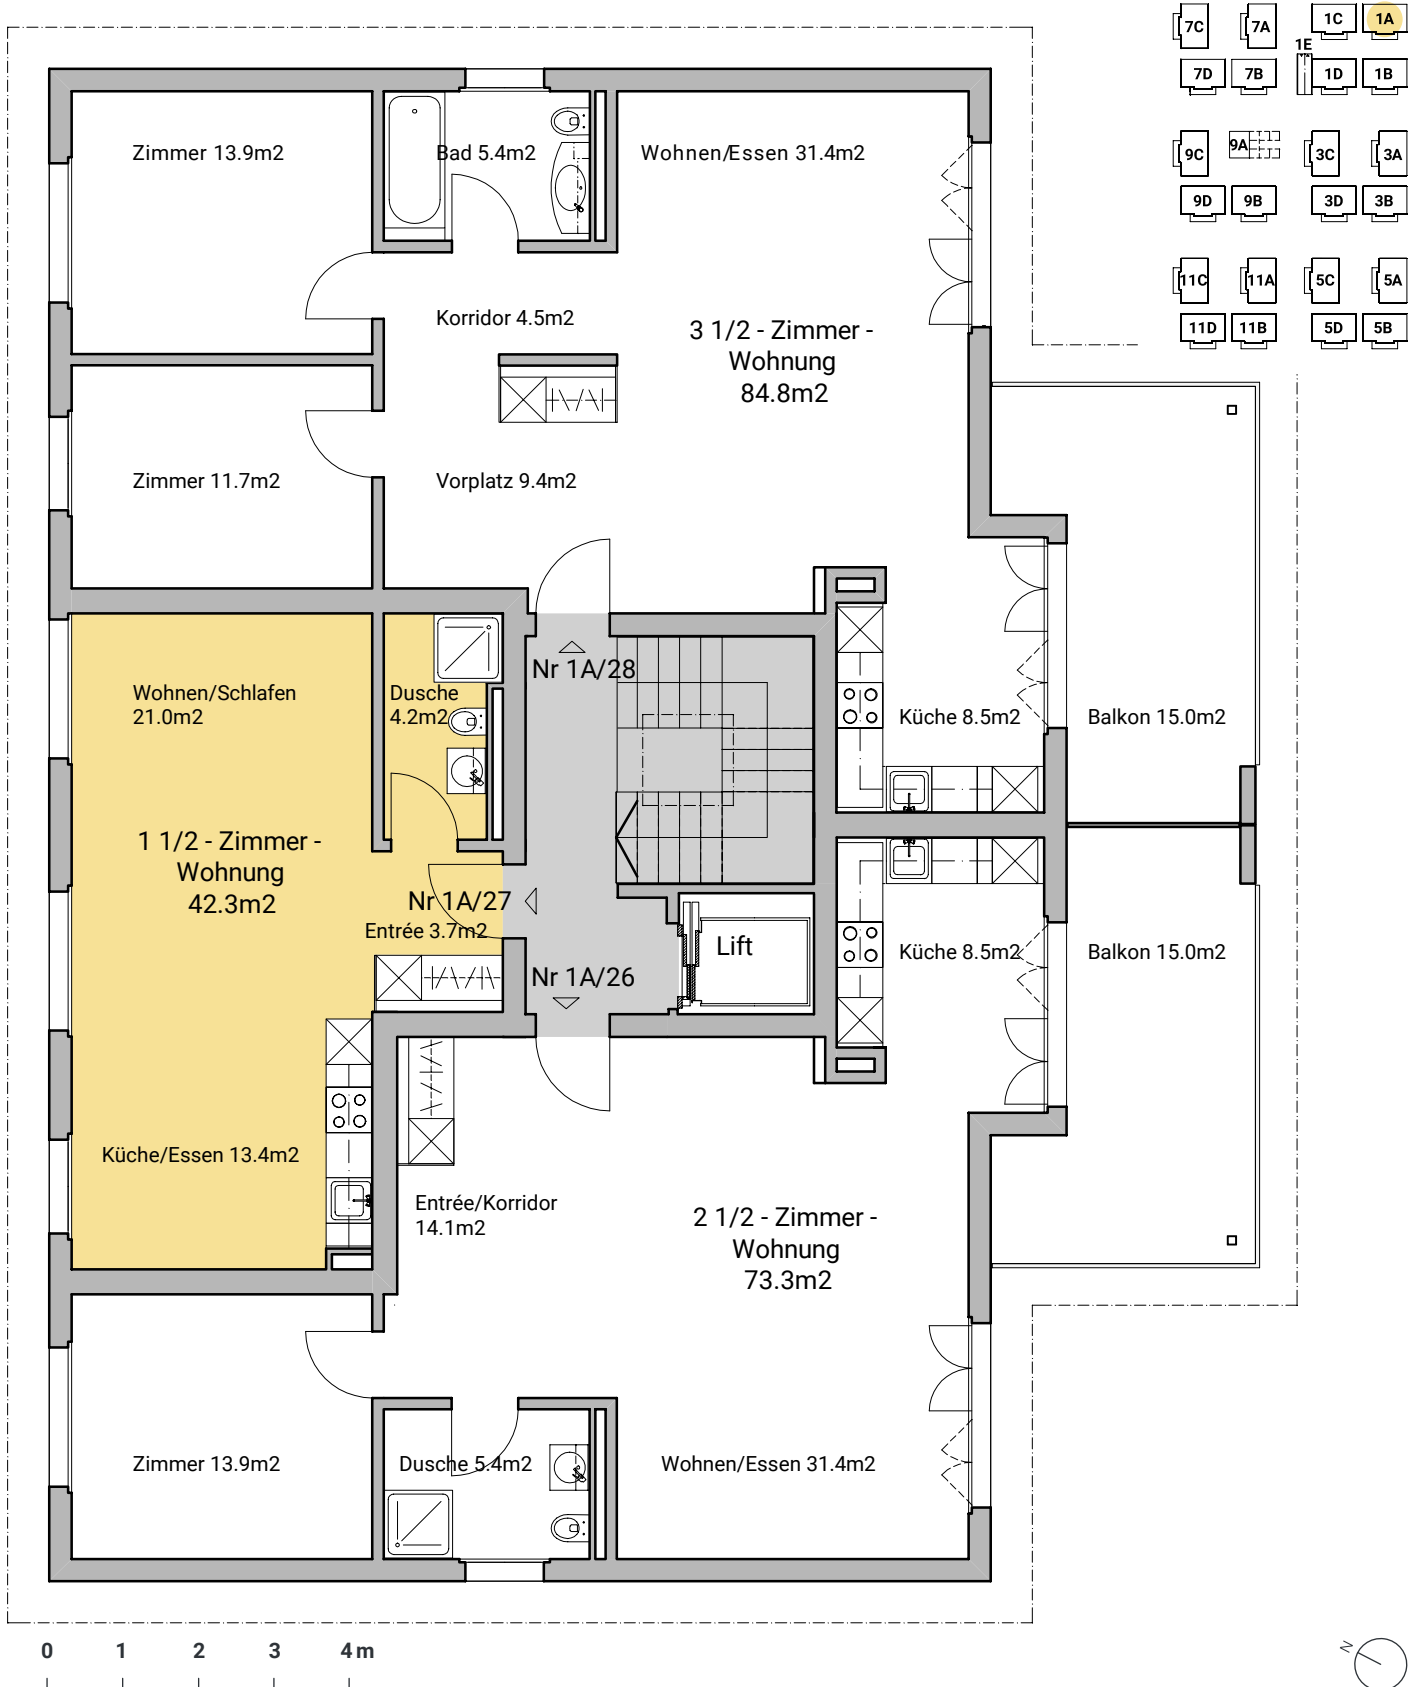 7C 7A 1C 1A
1E
7D 7B 1D 1B
9C 9A 3C 3A
9D 9B 3D 3B
11C 11A 5C 5A
11D 11B 5D 5B
Zimmer 13.9m2
Bad 5.4m2
Wohnen/Essen 31.4m2
Korridor 4.5m2
3 1/2 - Zimmer -
Wohnung
84.8m2
Zimmer 11.7m2
Vorplatz 9.4m2
Nr 1A/28
Wohnen/Schlafen
21.0m2
Dusche
4.2m2
Küche 8.5m2
Balkon 15.0m2
1 1/2 - Zimmer -
Wohnung
42.3m2
Nr 1A/27
Entrée 3.7m2
Nr 1A/26
Lift
Küche 8.5m2
Balkon 15.0m2
Küche/Essen 13.4m2
Entrée/Korridor
14.1m2
2 1/2 - Zimmer -
Wohnung
73.3m2
Zimmer 13.9m2
Dusche 5.4m2
Wohnen/Essen 31.4m2
0 1 2 3 4 m
N